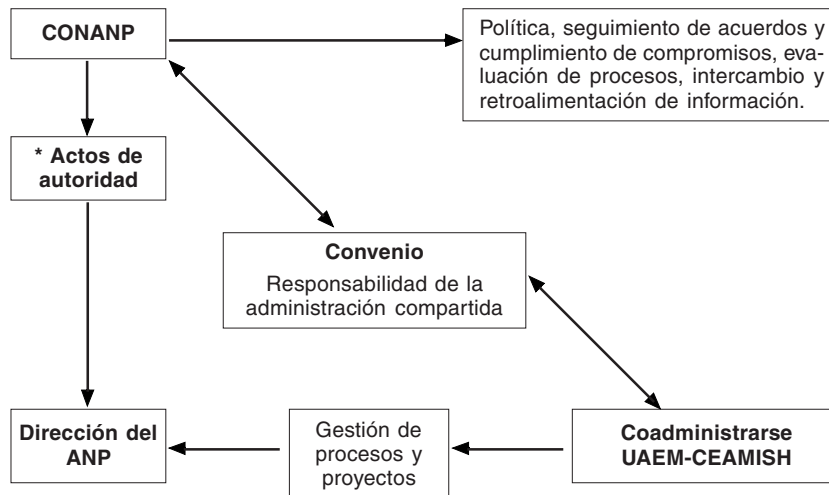 CONANP
Política, seguimiento de acuerdos y
cumplimiento de compromisos, eva-
luación de procesos, intercambio y
retroalimentación de información.
* Actos de
autoridad
Convenio
Responsabilidad de la
administración compartida
Dirección del
ANP
Gestión de
procesos y
proyectos
Coadministrarse
UAEM-CEAMISH